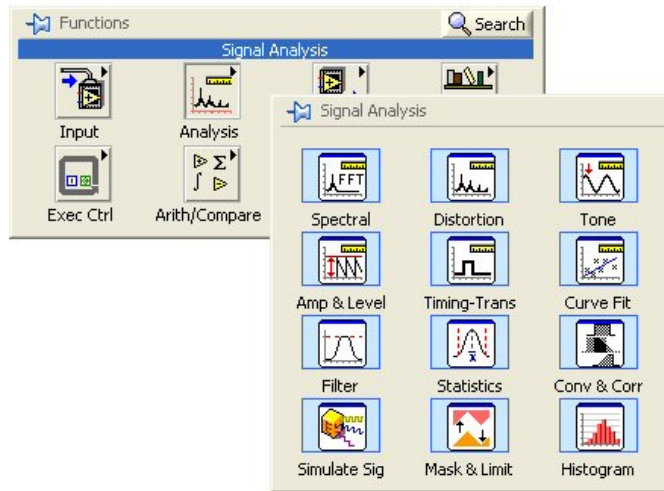 Functions
Search
Signal Analysis
Input
Analysis
Exec Ctrl
Arith/Compare
Signal Analysis
FFT
Spectral
Distortion
Tone
Amp & Level
Timing-Trans
Curve Fit
Filter
Statistics
Conv & Corr
Simulate Sig
Mask & Limit
Histogram